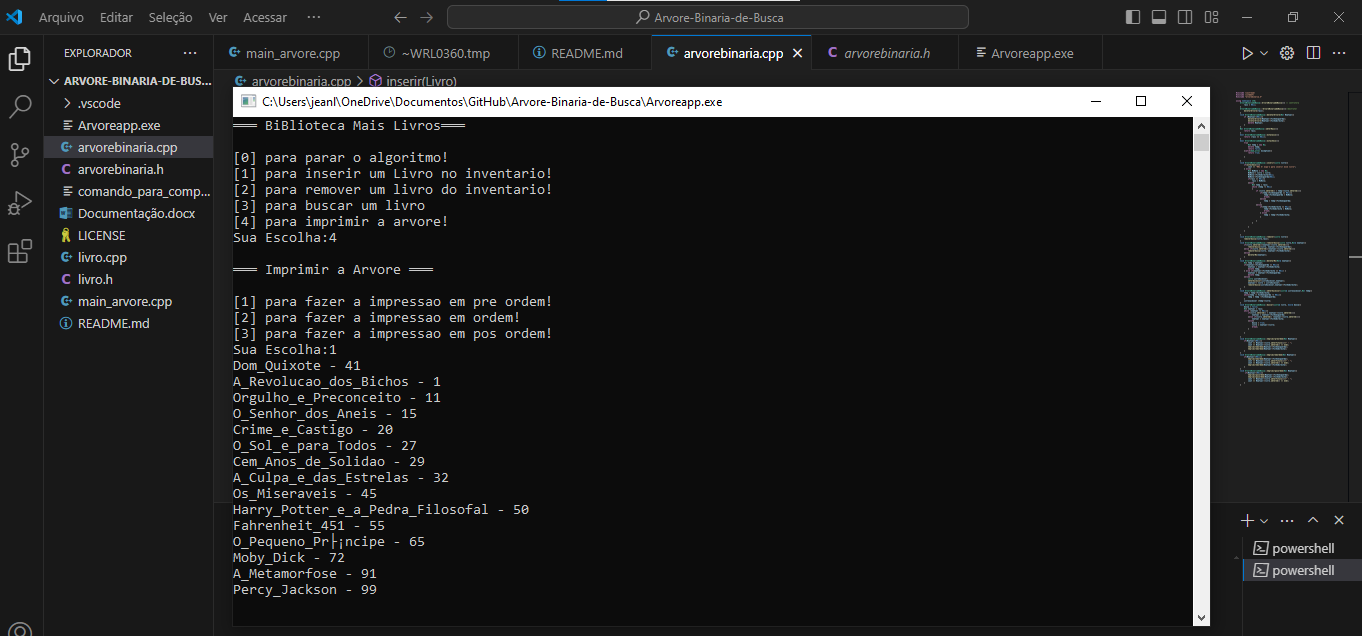 Arquivo Editar Seleção Ver Acessar ··· Arvore-Binaria-de-Busca
EXPLORADOR ···
main_arvore.cpp ~WRL0360.tmp README.md arvorebinaria.cpp arvorebinaria.h Arvoreapp.exe
ARVORE-BINARIA-DE-BUS...
.vscode
Arvoreapp.exe
arvorebinaria.cpp
arvorebinaria.h
comando_para_comp...
Documentação.docx
LICENSE
livro.cpp
livro.h
main_arvore.cpp
README.md
arvorebinaria.cpp > inserir(Livro)
C:\Users\jeanl\OneDrive\Documentos\GitHub\Arvore-Binaria-de-Busca\Arvoreapp.exe
=== BiBlioteca Mais Livros===
[0] para parar o algoritmo!
[1] para inserir um Livro no inventario!
[2] para remover um livro do inventario!
[3] para buscar um livro
[4] para imprimir a arvore!
Sua Escolha:4
=== Imprimir a Arvore ===
[1] para fazer a impressao em pre ordem!
[2] para fazer a impressao em ordem!
[3] para fazer a impressao em pos ordem!
Sua Escolha:1
Dom_Quixote - 41
A_Revolucao_dos_Bichos - 1
Orgulho_e_Preconceito - 11
O_Senhor_dos_Aneis - 15
Crime_e_Castigo - 20
O_Sol_e_para_Todos - 27
Cem_Anos_de_Solidao - 29
A_Culpa_e_das_Estrelas - 32
Os_Miseraveis - 45
Harry_Potter_e_a_Pedra_Filosofal - 50
Fahrenheit_451 - 55
O_Pequeno_Pr├¡ncipe - 65
Moby_Dick - 72
A_Metamorfose - 91
Percy_Jackson - 99
powershell
powershell